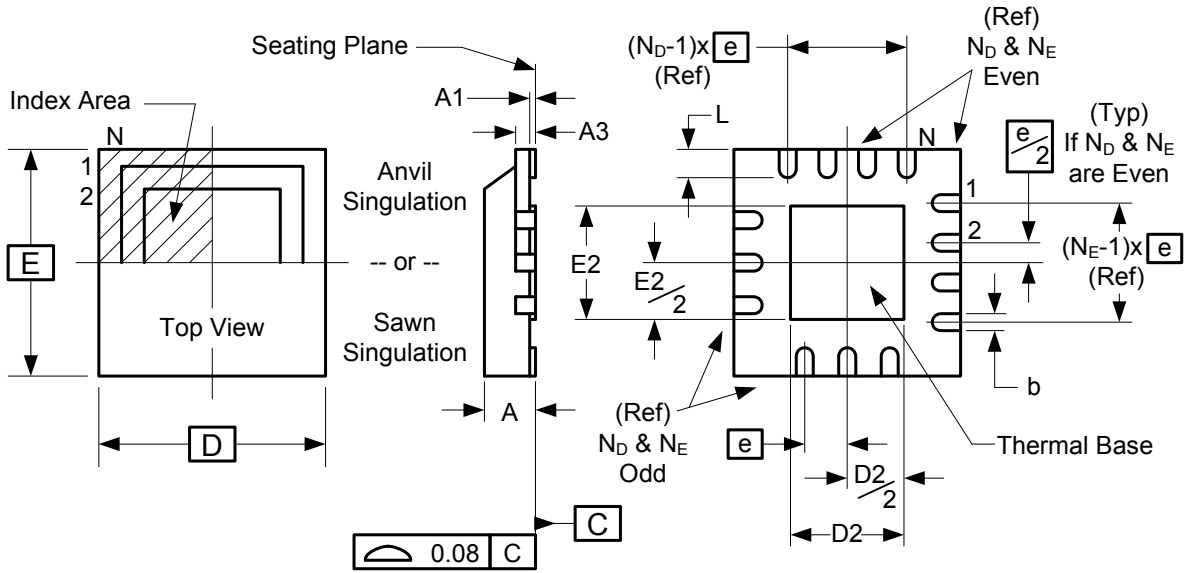 Seating Plane
Index Area
N
1
2
E
Top View
D
A1
A3
Anvil
Singulation
-- or --
Sawn
Singulation
A
0.08 C
C
(N_D-1)x e
(Ref)
(Ref)
N_D & N_E
Even
L
N
e/2
(Typ)
If N_D & N_E
are Even
1
2
(N_E-1)x e
(Ref)
E2
E2/2
b
(Ref)
N_D & N_E
Odd
e
Thermal Base
D2/2
D2